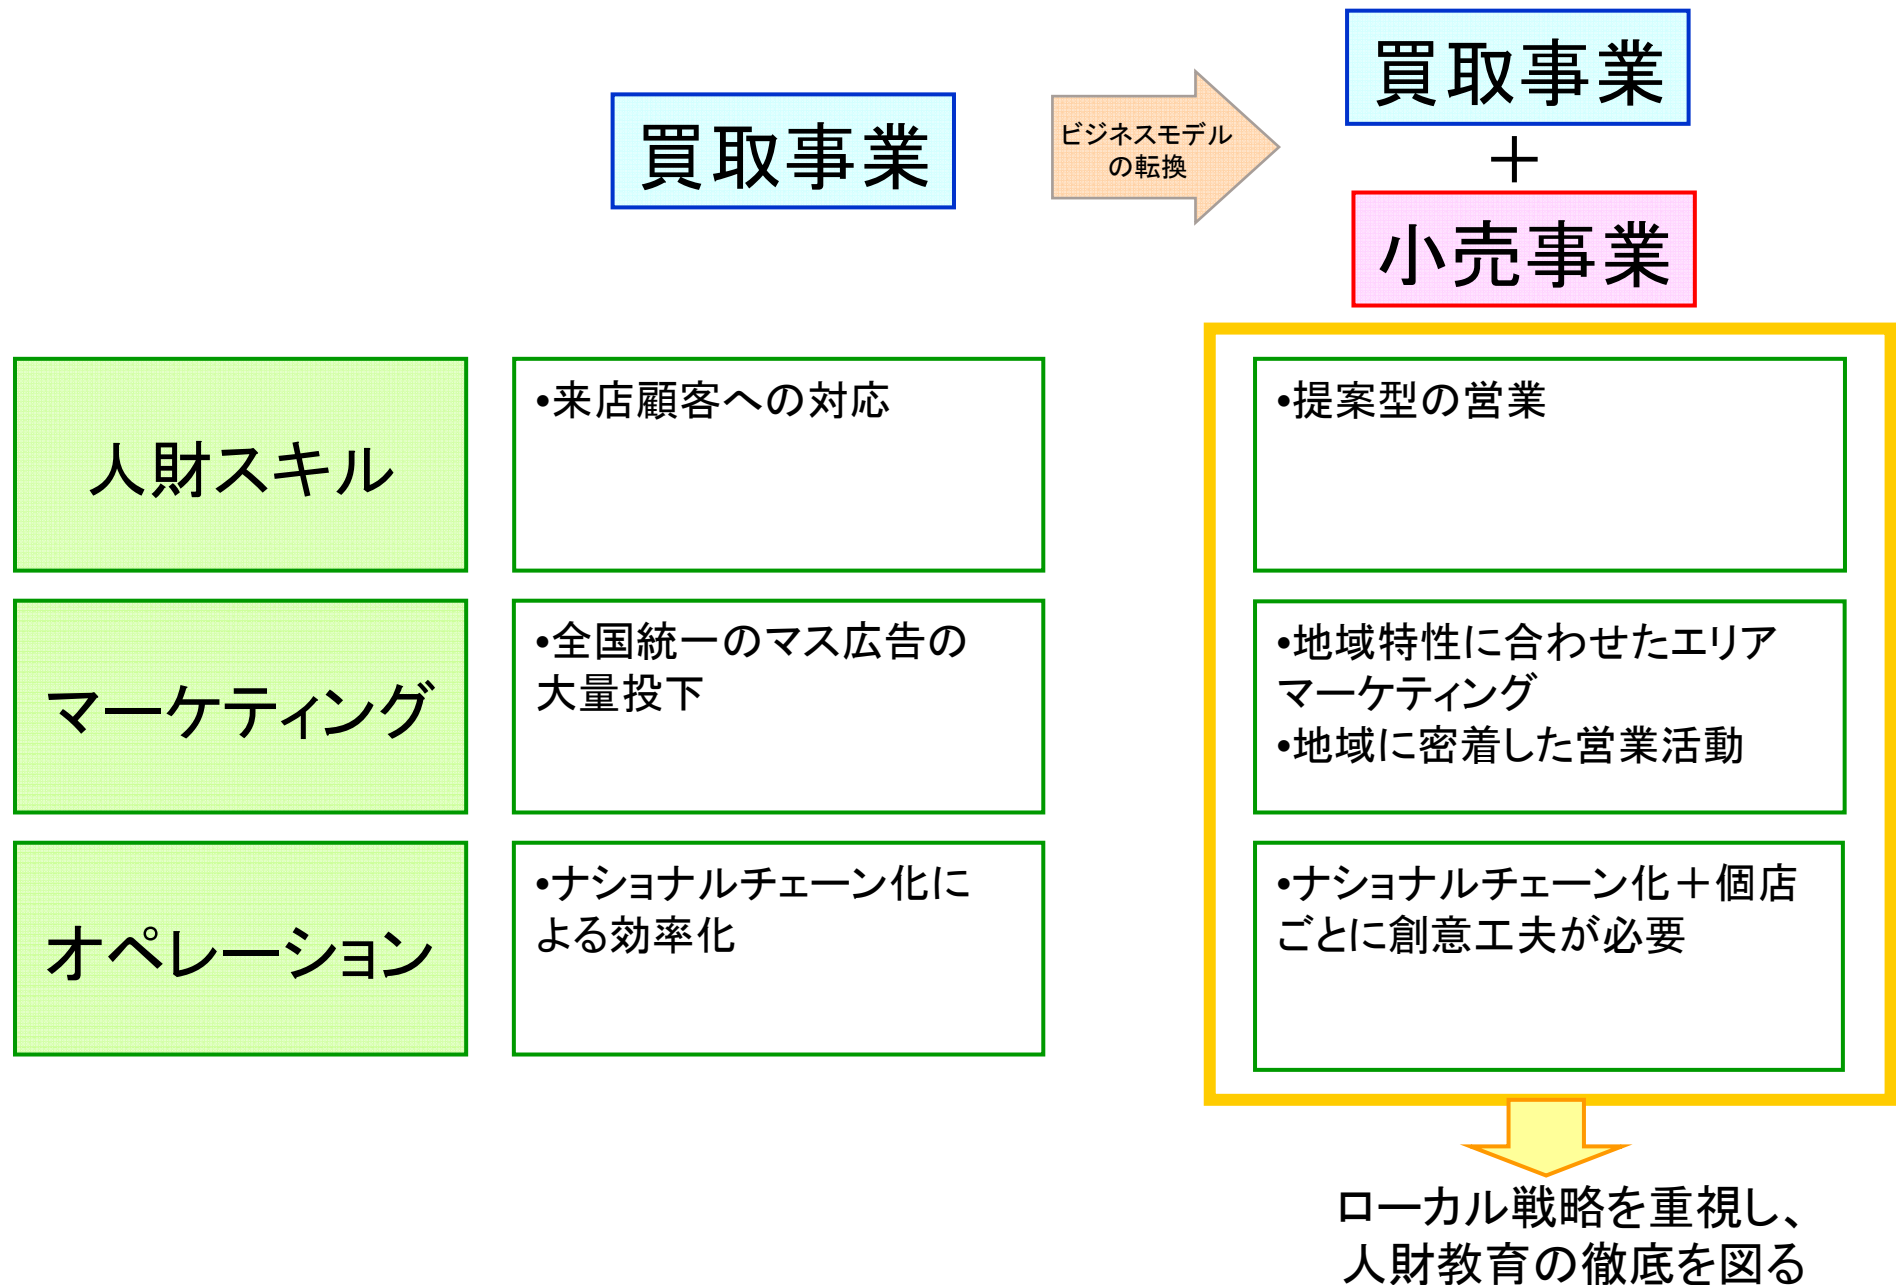 買取事業
ビジネスモデル
の転換
買取事業
＋
小売事業
人財スキル
•来店顧客への対応
•提案型の営業
マーケティング
•全国統一のマス広告の
大量投下
•地域特性に合わせたエリア
マーケティング
•地域に密着した営業活動
オペレーション
•ナショナルチェーン化に
よる効率化
•ナショナルチェーン化＋個店
ごとに創意工夫が必要
ローカル戦略を重視し、
人財教育の徹底を図る